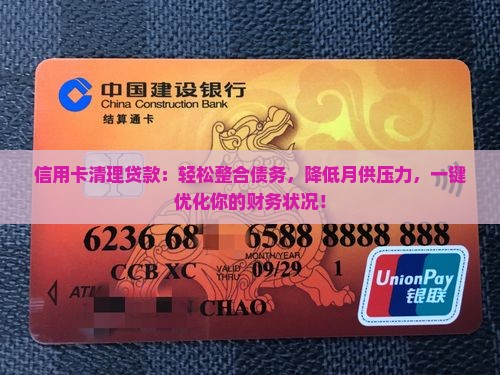 中国建设银行
China Construction Bank
结算通卡
信用卡清理贷款：轻松整合债务，降低月供压力，一键
优化你的财务状况！
6236 68 6588 8888 888
MONTH/YEAR
CCB XC VALID THRU 09/29 1
ATM
CHAO
UnionPay
银联